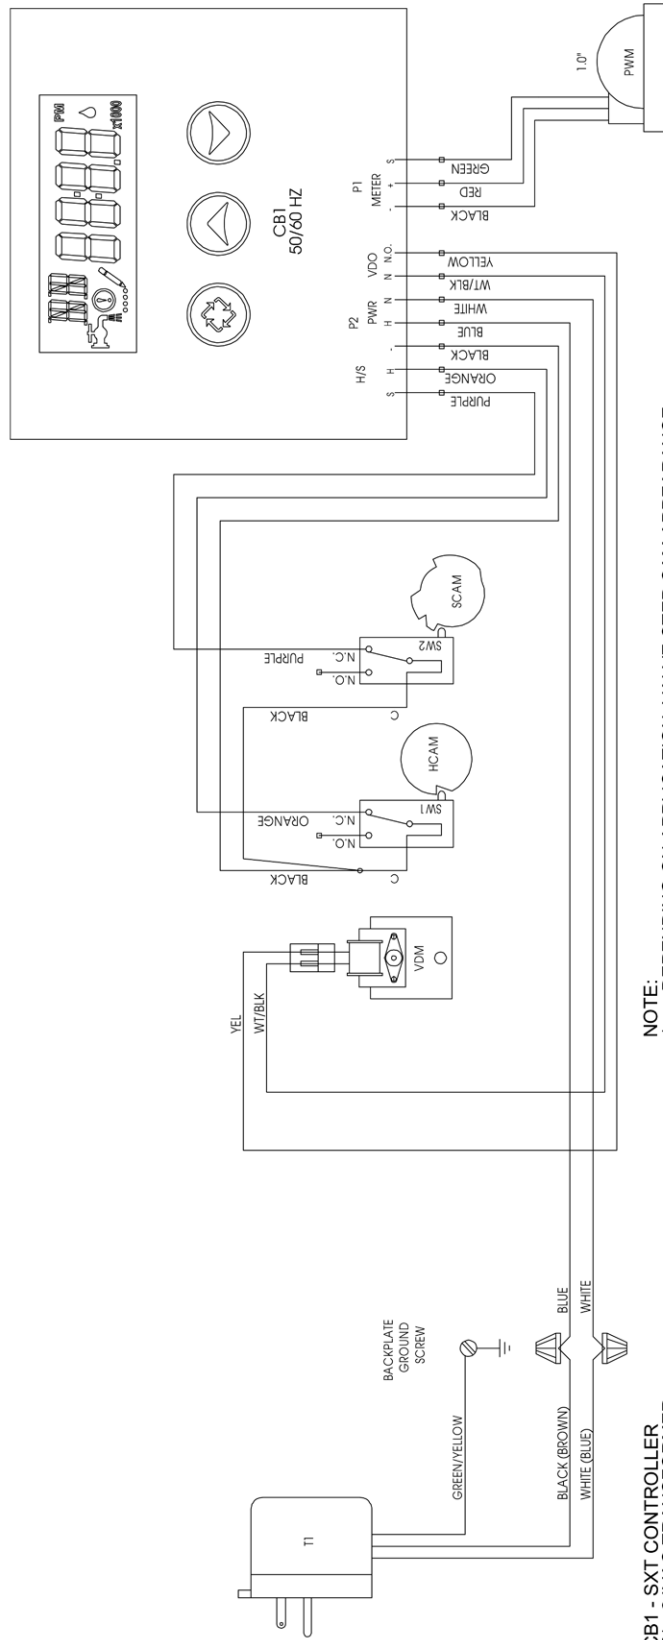 T1
GREEN/YELLOW
BLACK (BROWN)
WHITE (BLUE)
BACKPLATE
GROUND
SCREW
BLUE
WHITE
YEL
WT/BLK
VDM
BLACK
ORANGE
N.O.
N.C.
C
SW1
HCAM
BLACK
PURPLE
N.O.
N.C.
C
SW2
SCAM
PM
x1000
CB1
50/60 HZ
H/S
P2
PWR
VDO
P1
METER
S
H
-
H
N
N
N.O.
-
+
S
PURPLE
ORANGE
BLACK
BLUE
WHITE
WT/BLK
YELLOW
BLACK
RED
GREEN
1.0"
PWM
CB1 - SXT CONTROLLER
NOTE: